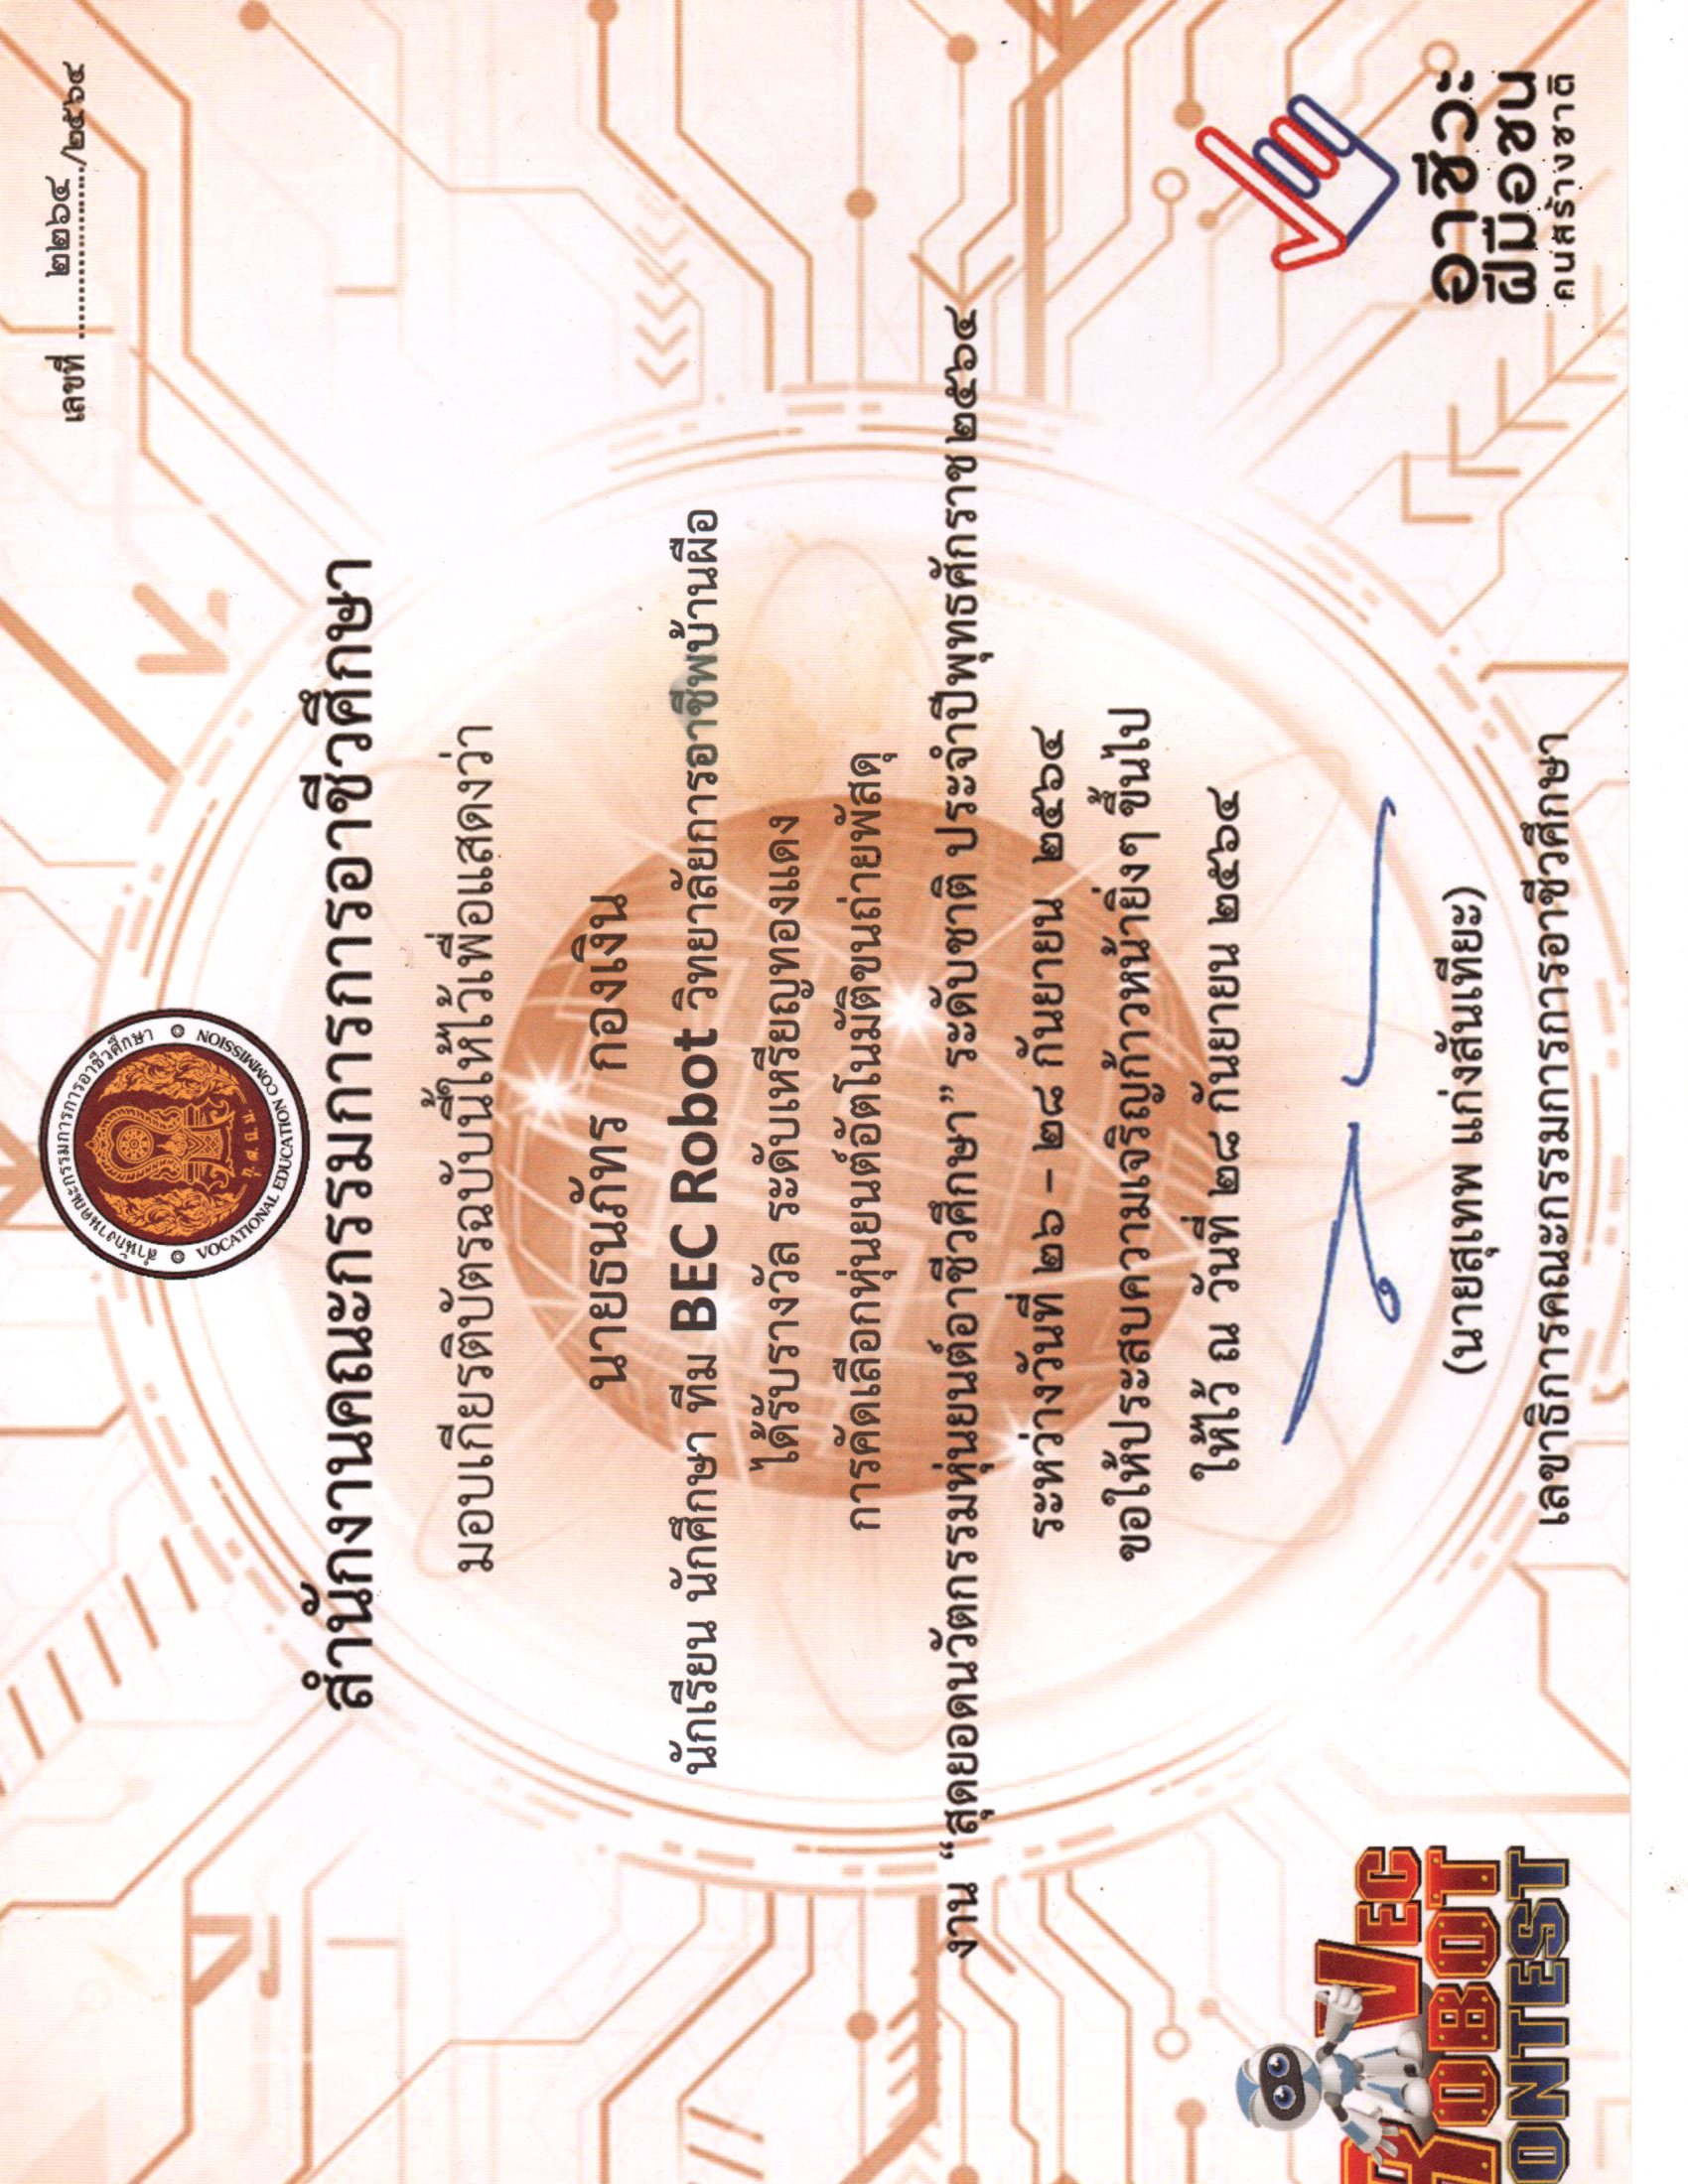 เลขที่ ๒๒๖๔/๒๕๖๔
สำนักงานคณะกรรมการการอาชีวศึกษา
VOCATIONAL EDUCATION COMMISSION
สำนักงานคณะกรรมการการอาชีวศึกษา
มอบเกียรติบัตรฉบับนี้ให้ไว้เพื่อแสดงว่า
นายธนภัทร กองเงิน
นักเรียน นักศึกษา ทีม BEC Robot วิทยาลัยการอาชีพบ้านผือ
ได้รับรางวัล ระดับเหรียญทองแดง
การคัดเลือกหุ่นยนต์อัตโนมัติขนถ่ายพัสดุ
งาน “สุดยอดนวัตกรรมหุ่นยนต์อาชีวศึกษา” ระดับชาติ ประจำปีพุทธศักราช ๒๕๖๔
ระหว่างวันที่ ๒๖ – ๒๘ กันยายน ๒๕๖๔
ขอให้ประสบความเจริญก้าวหน้ายิ่งๆ ขึ้นไป
ให้ไว้ ณ วันที่ ๒๘ กันยายน ๒๕๖๔
(นายสุเทพ แก่งสันเทียะ)
เลขาธิการคณะกรรมการการอาชีวศึกษา
VEC
ROBOT
ONTEST
อาชีวะ
ฝีมือชน
คนสร้างชาติ